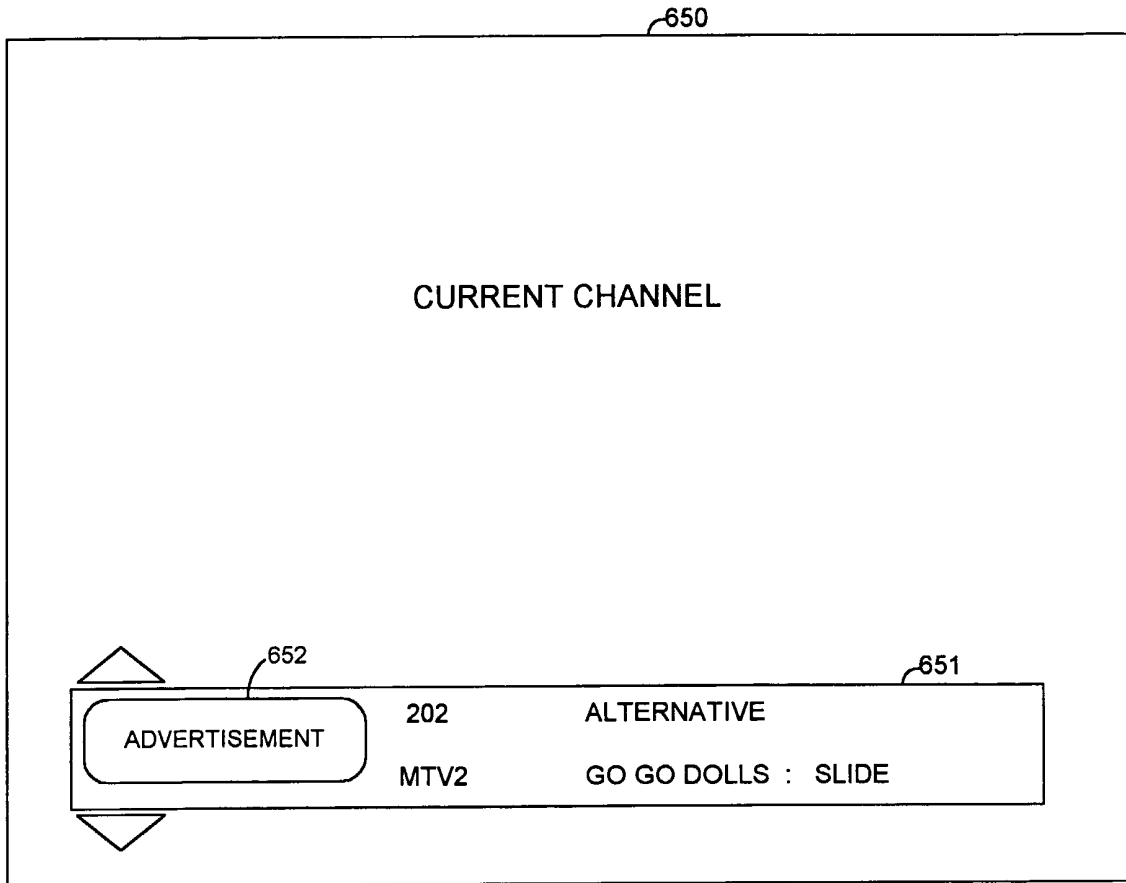 650
CURRENT CHANNEL
652
651
202 ALTERNATIVE
ADVERTISEMENT
MTV2 GO GO DOLLS : SLIDE